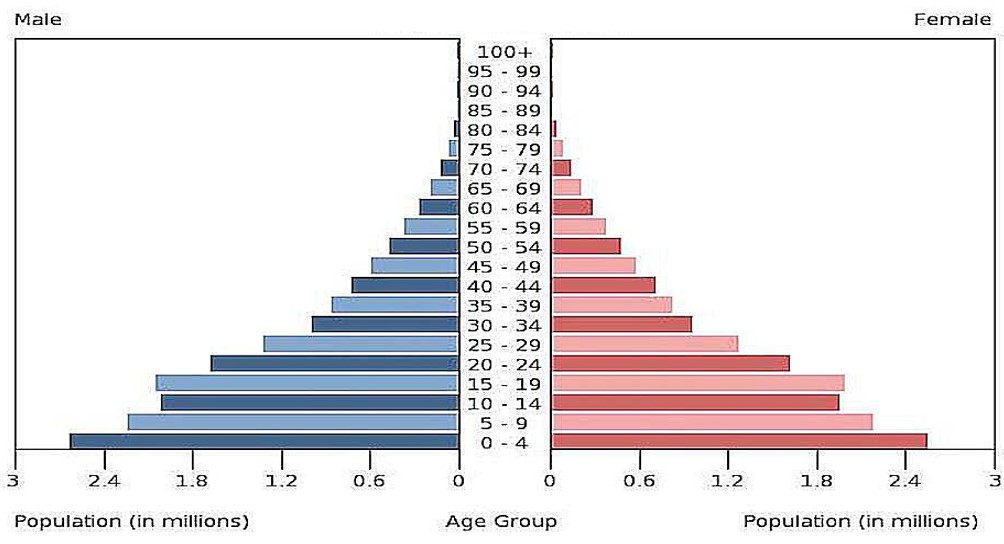 Male Female
100+
95 - 99
90 - 94
85 - 89
80 - 84
75 - 79
70 - 74
65 - 69
60 - 64
55 - 59
50 - 54
45 - 49
40 - 44
35 - 39
30 - 34
25 - 29
20 - 24
15 - 19
10 - 14
5 - 9
0 - 4
3 2.4 1.8 1.2 0.6 0 0 0.6 1.2 1.8 2.4 3
Population (in millions) Age Group Population (in millions)